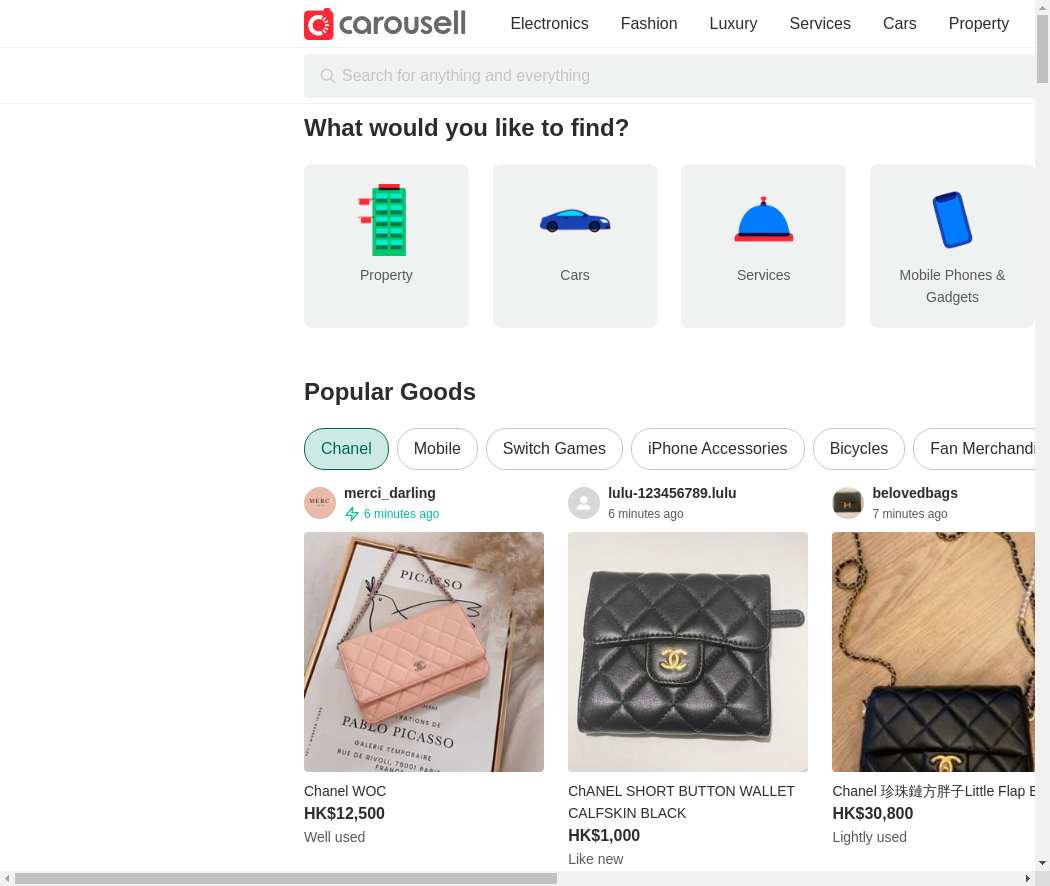 carousell
Electronics
Fashion
Luxury
Services
Cars
Property
Search for anything and everything
What would you like to find?
Property
Cars
Services
Mobile Phones &
Gadgets
Popular Goods
Chanel
Mobile
Switch Games
iPhone Accessories
Bicycles
Fan Merchandi
MERC
merci_darling
6 minutes ago
lulu-123456789.lulu
6 minutes ago
H
belovedbags
7 minutes ago
PICASSO
PABLO PICASSO
GALERIE TEMPORAIRE
RUE DE RIVOLI, 75001 PARIS
FRANCE
Chanel WOC
HK$12,500
Well used
ChANEL SHORT BUTTON WALLET
CALFSKIN BLACK
HK$1,000
Like new
Chanel 珍珠鏈方胖子Little Flap B
HK$30,800
Lightly used